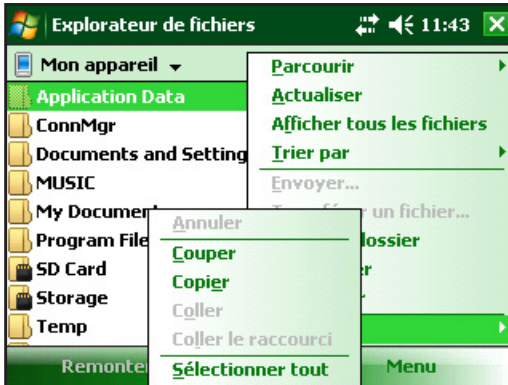 Explorateur de fichiers 11:43
Mon appareil
Application Data
ConnMgr
Documents and Setting
MUSIC
My Documen
Program File
SD Card
Storage
Temp
Parcourir
Actualiser
Afficher tous les fichiers
Trier par
Envoyer...
un fichier...
Annuler
Couper
Copier
Coller
Coller le raccourci
Sélectionner tout
Remonte
Menu